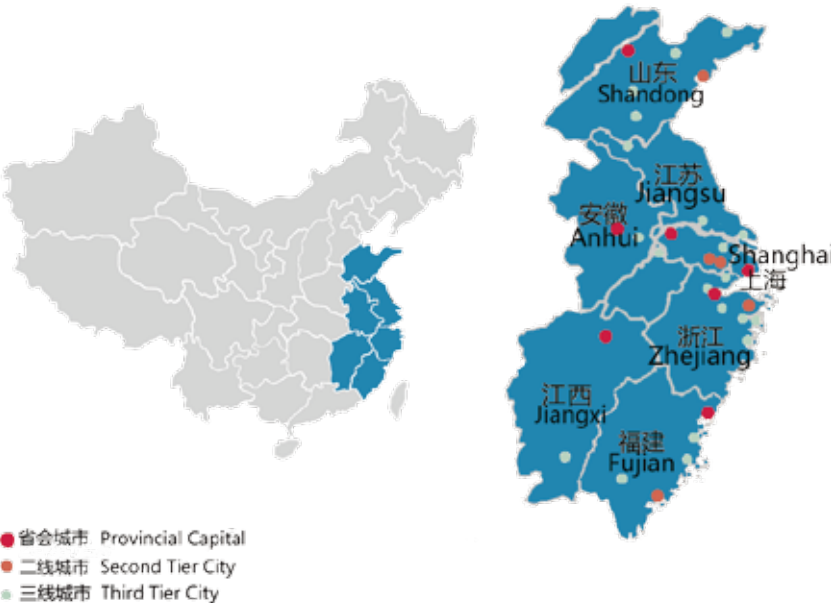 山东
Shandong
江苏
Jiangsu
安徽
Anhui
Shanghai
上海
浙江
Zhejiang
江西
Jiangxi
福建
Fujian
省会城市 Provincial Capital
二线城市 Second Tier City
三线城市 Third Tier City